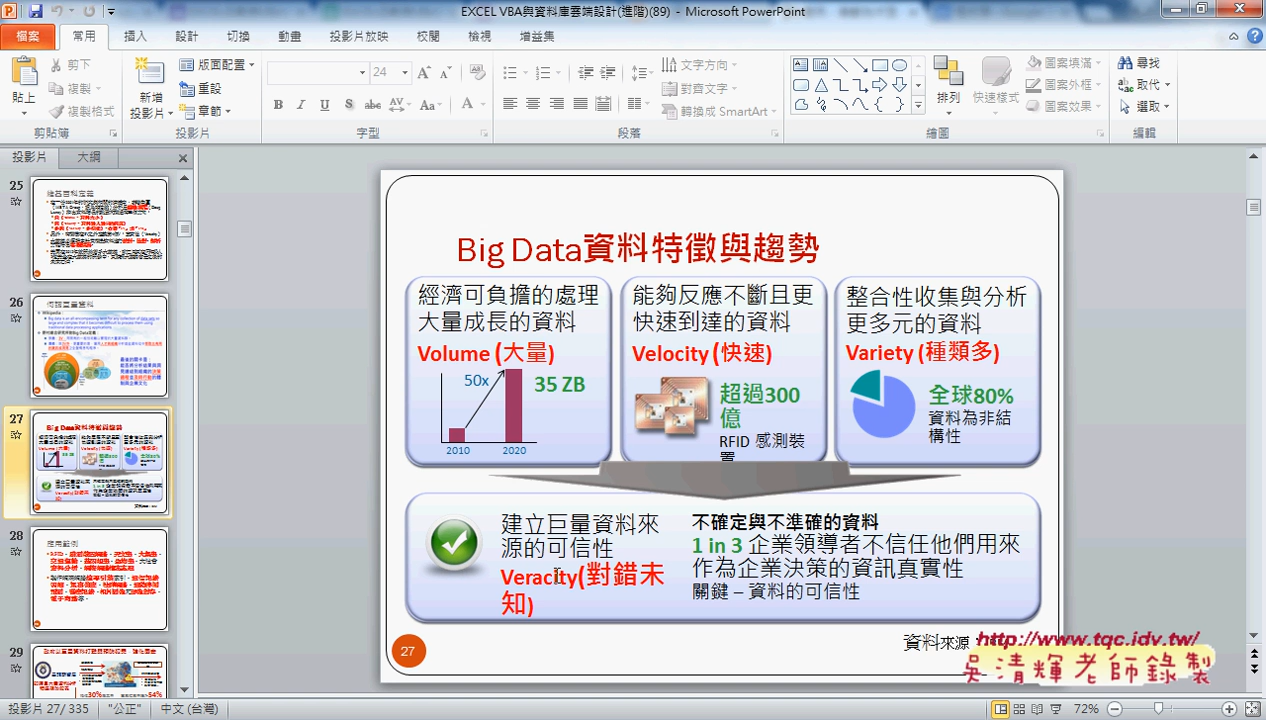 EXCEL VBA與資料庫雲端設計(進階)(89) - Microsoft PowerPoint
檔案 常用 插入 設計 切換 動畫 投影片放映 校閱 檢視 增益集
貼上 剪下 複製 複製格式 剪貼簿
新增投影片 版面配置 重設 章節 投影片
24 字型
文字方向 對齊文字 轉換成 SmartArt 段落
排列 快速樣式 圖案填滿 圖案外框 圖案效果 繪圖
尋找 取代 選取 編輯
投影片 大綱
25
26
27
28
29
Big Data資料特徵與趨勢
經濟可負擔的處理
大量成長的資料
Volume (大量)
50x
35 ZB
2010 2020
能夠反應不斷且更
快速到達的資料
Velocity (快速)
超過300
億
RFID 感測裝
置
整合性收集與分析
更多元的資料
Variety (種類多)
全球80%
資料為非結
構性
建立巨量資料來
源的可信性
Veracity(對錯未
知)
不確定與不準確的資料
1 in 3 企業領導者不信任他們用來
作為企業決策的資訊真實性
關鍵 – 資料的可信性
27
資料來源
http://www.tqc.idv.tw/
吳清輝老師錄製
投影片 27/ 335 "公正" 中文 (台灣) 72%